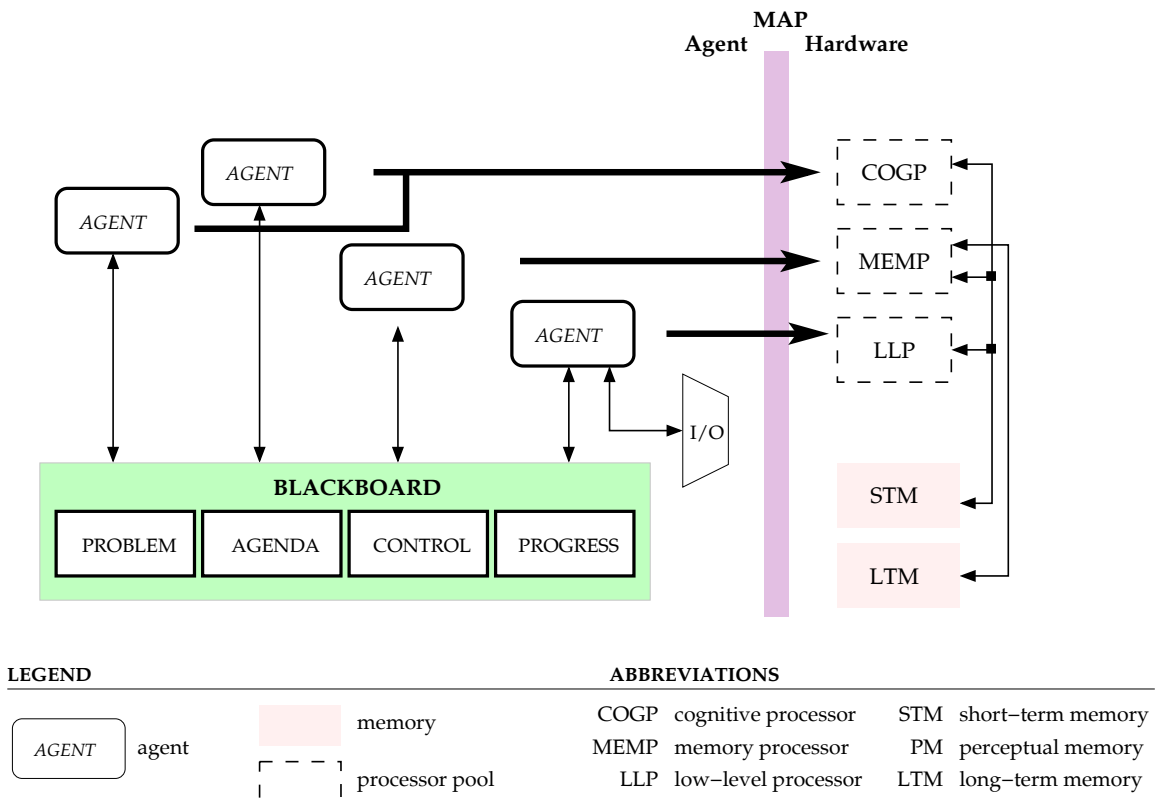 MAP
Agent Hardware
AGENT
COGP
AGENT
MEMP
AGENT
AGENT
LLP
I/O
BLACKBOARD
STM
PROBLEM AGENDA CONTROL PROGRESS
LTM
LEGEND ABBREVIATIONS
memory COGP cognitive processor STM short−term memory
AGENT agent MEMP memory processor PM perceptual memory
processor pool LLP low−level processor LTM long−term memory